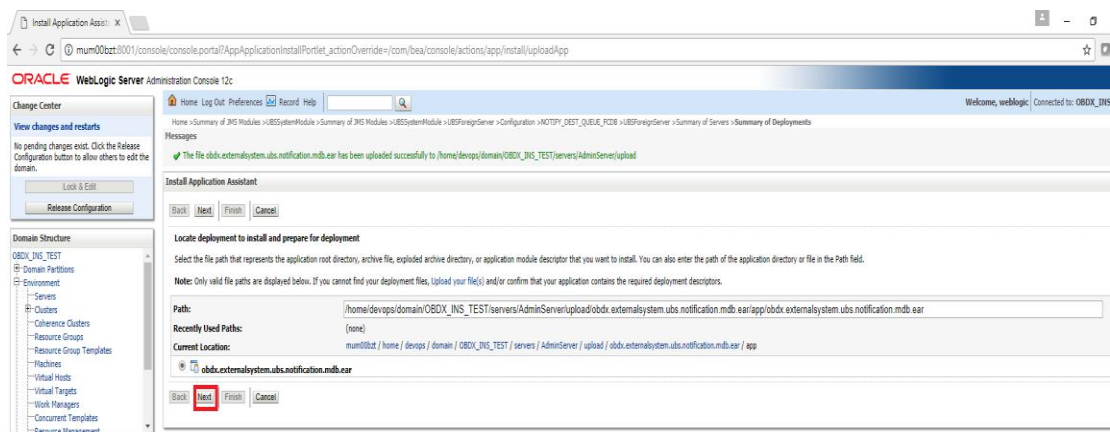 Install Application Assist
mum00bzt:8001/console/console.portal?AppApplicationInstallPortlet_actionOverride=/com/bea/console/actions/app/install/uploadApp
ORACLE WebLogic Server Administration Console 12c
Change Center
View changes and restarts
No pending changes exist. Click the Release
Configuration button to allow others to edit the
domain.
Lock & Edit
Release Configuration
Domain Structure
OBDX_INS_TEST
Domain Partitions
Environment
Servers
Clusters
Coherence Clusters
Resource Groups
Resource Group Templates
Machines
Virtual Hosts
Virtual Targets
Work Managers
Concurrent Templates
Resource Management
Home Log Out Preferences Record Help
Welcome, weblogic Connected to: OBDX_INS
Home >Summary of JMS Modules >UBSSystemModule >Summary of JMS Modules >UBSSystemModule >UBSForeignServer >Configuration >NOTIFY_DEST_QUEUE_FCDB >UBSForeignServer >Summary of Servers >Summary of Deployments
Messages
The file obdx.externalsystem.ubs.notification.mdb.ear has been uploaded successfully to /home/devops/domain/OBDX_INS_TEST/servers/AdminServer/upload
Install Application Assistant
Back Next Finish Cancel
Locate deployment to install and prepare for deployment
Select the file path that represents the application root directory, archive file, exploded archive directory, or application module descriptor that you want to install. You can also enter the path of the application directory or file in the Path field.
Note: Only valid file paths are displayed below. If you cannot find your deployment files, Upload your file(s) and/or confirm that your application contains the required deployment descriptors.
Path: /home/devops/domain/OBDX_INS_TEST/servers/AdminServer/upload/obdx.externalsystem.ubs.notification.mdb.ear/app/obdx.externalsystem.ubs.notification.mdb.ear
Recently Used Paths: (none)
Current Location: mum00bzt / home / devops / domain / OBDX_INS_TEST / servers / AdminServer / upload / obdx.externalsystem.ubs.notification.mdb.ear / app
obdx.externalsystem.ubs.notification.mdb.ear
Back Next Finish Cancel